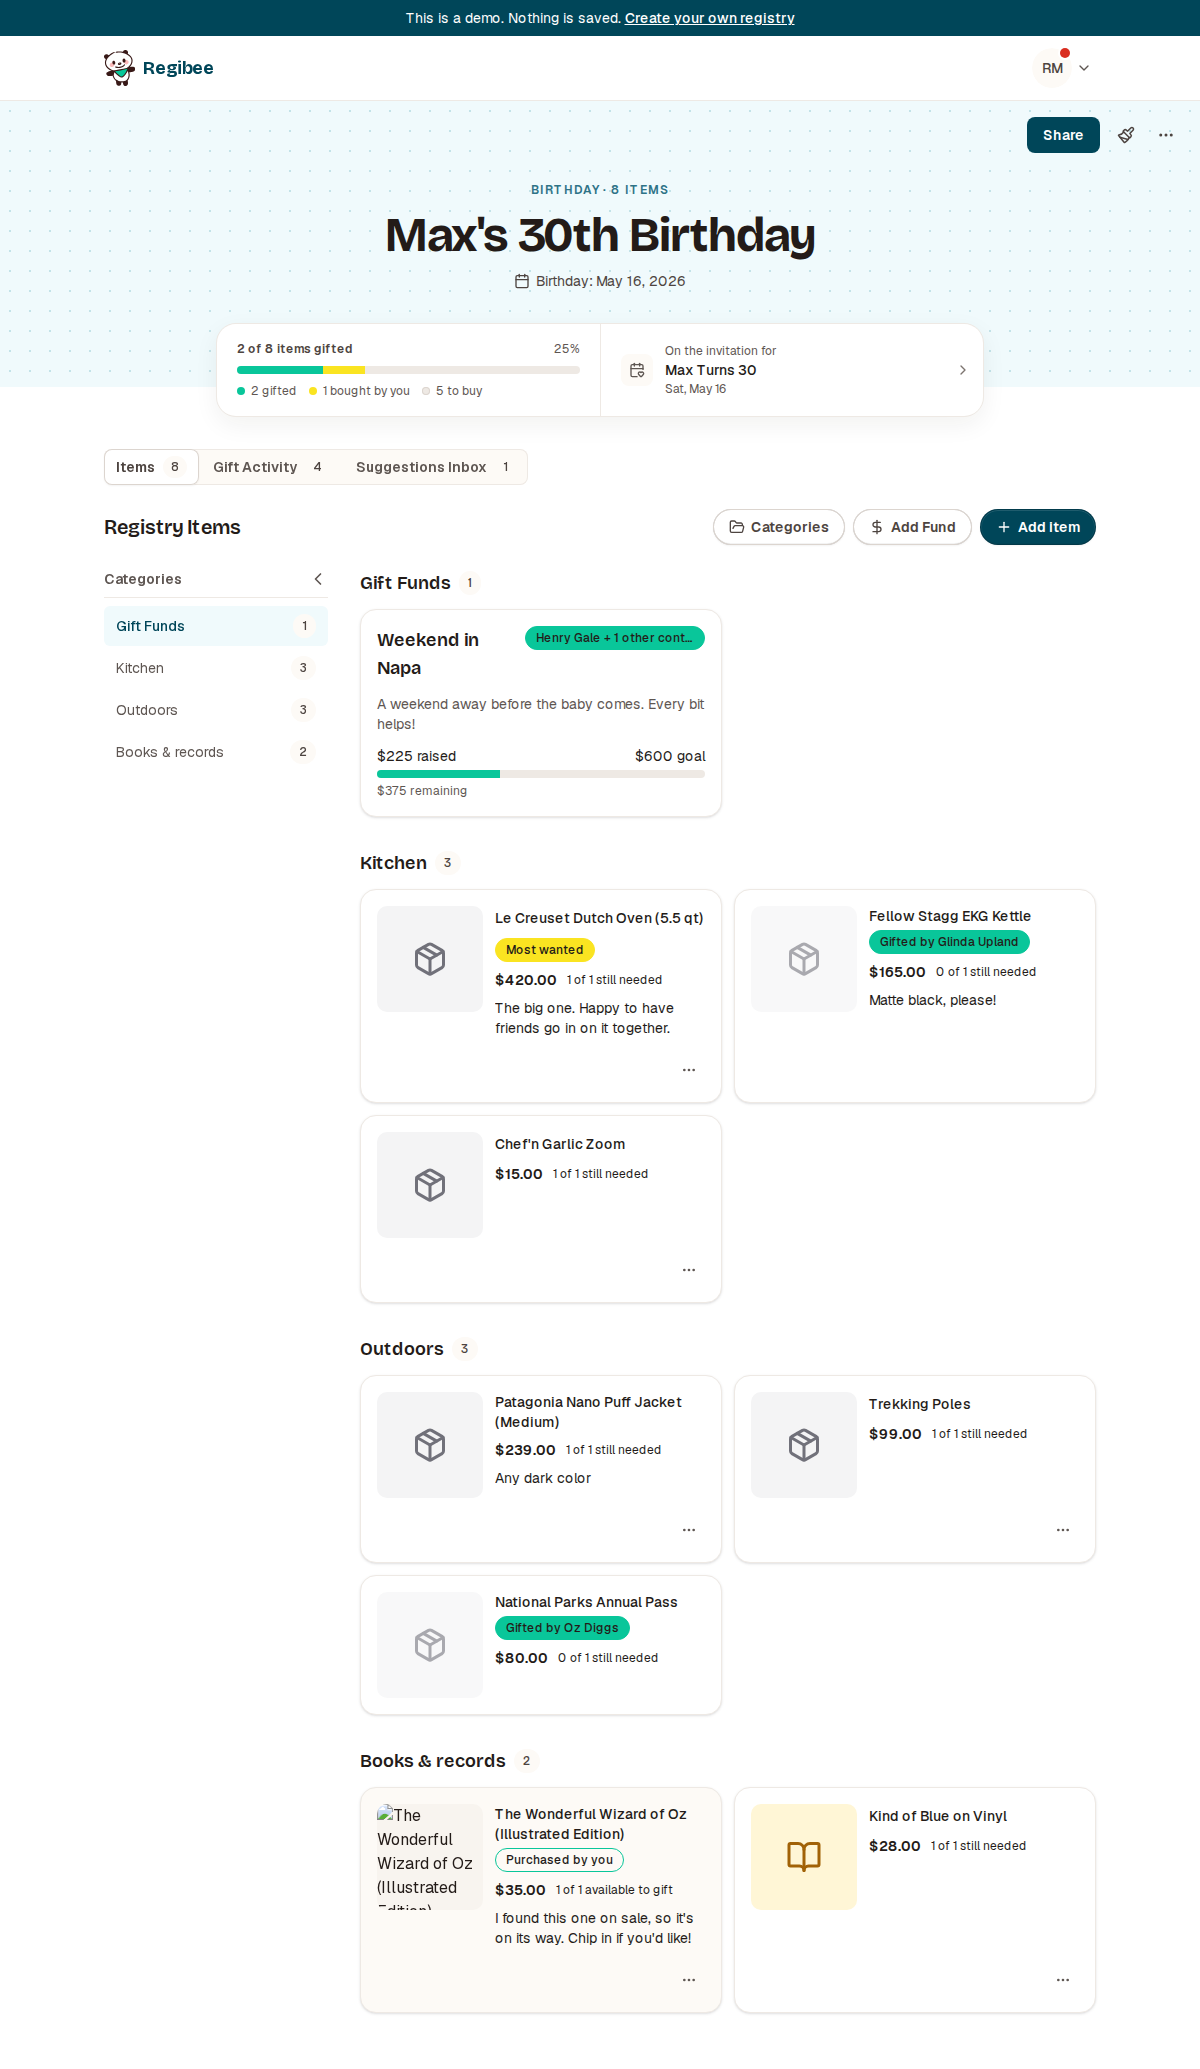 This is a demo. Nothing is saved. Create your own registry
Regibee
RM
Share
BIRTHDAY · 8 ITEMS
Max's 30th Birthday
Birthday: May 16, 2026
2 of 8 items gifted
25%
2 gifted
1 bought by you
5 to buy
On the invitation for
Max Turns 30
Sat, May 16
Items 8
Gift Activity 4
Suggestions Inbox 1
Registry Items
Categories
Add Fund
Add Item
Categories
Gift Funds 1
Kitchen 3
Outdoors 3
Books & records 2
Gift Funds 1
Weekend in
Napa
Henry Gale + 1 other cont...
A weekend away before the baby comes. Every bit
helps!
$225 raised
$600 goal
$375 remaining
Kitchen 3
Le Creuset Dutch Oven (5.5 qt)
Most wanted
$420.00 1 of 1 still needed
The big one. Happy to have
friends go in on it together.
Fellow Stagg EKG Kettle
Gifted by Glinda Upland
$165.00 0 of 1 still needed
Matte black, please!
Chef'n Garlic Zoom
$15.00 1 of 1 still needed
Outdoors 3
Patagonia Nano Puff Jacket
(Medium)
$239.00 1 of 1 still needed
Any dark color
Trekking Poles
$99.00 1 of 1 still needed
National Parks Annual Pass
Gifted by Oz Diggs
$80.00 0 of 1 still needed
Books & records 2
The
Wonderful
Wizard of Oz
(Illustrated
Edition)
The Wonderful Wizard of Oz
(Illustrated Edition)
Purchased by you
$35.00 1 of 1 available to gift
I found this one on sale, so it's
on its way. Chip in if you'd like!
Kind of Blue on Vinyl
$28.00 1 of 1 still needed